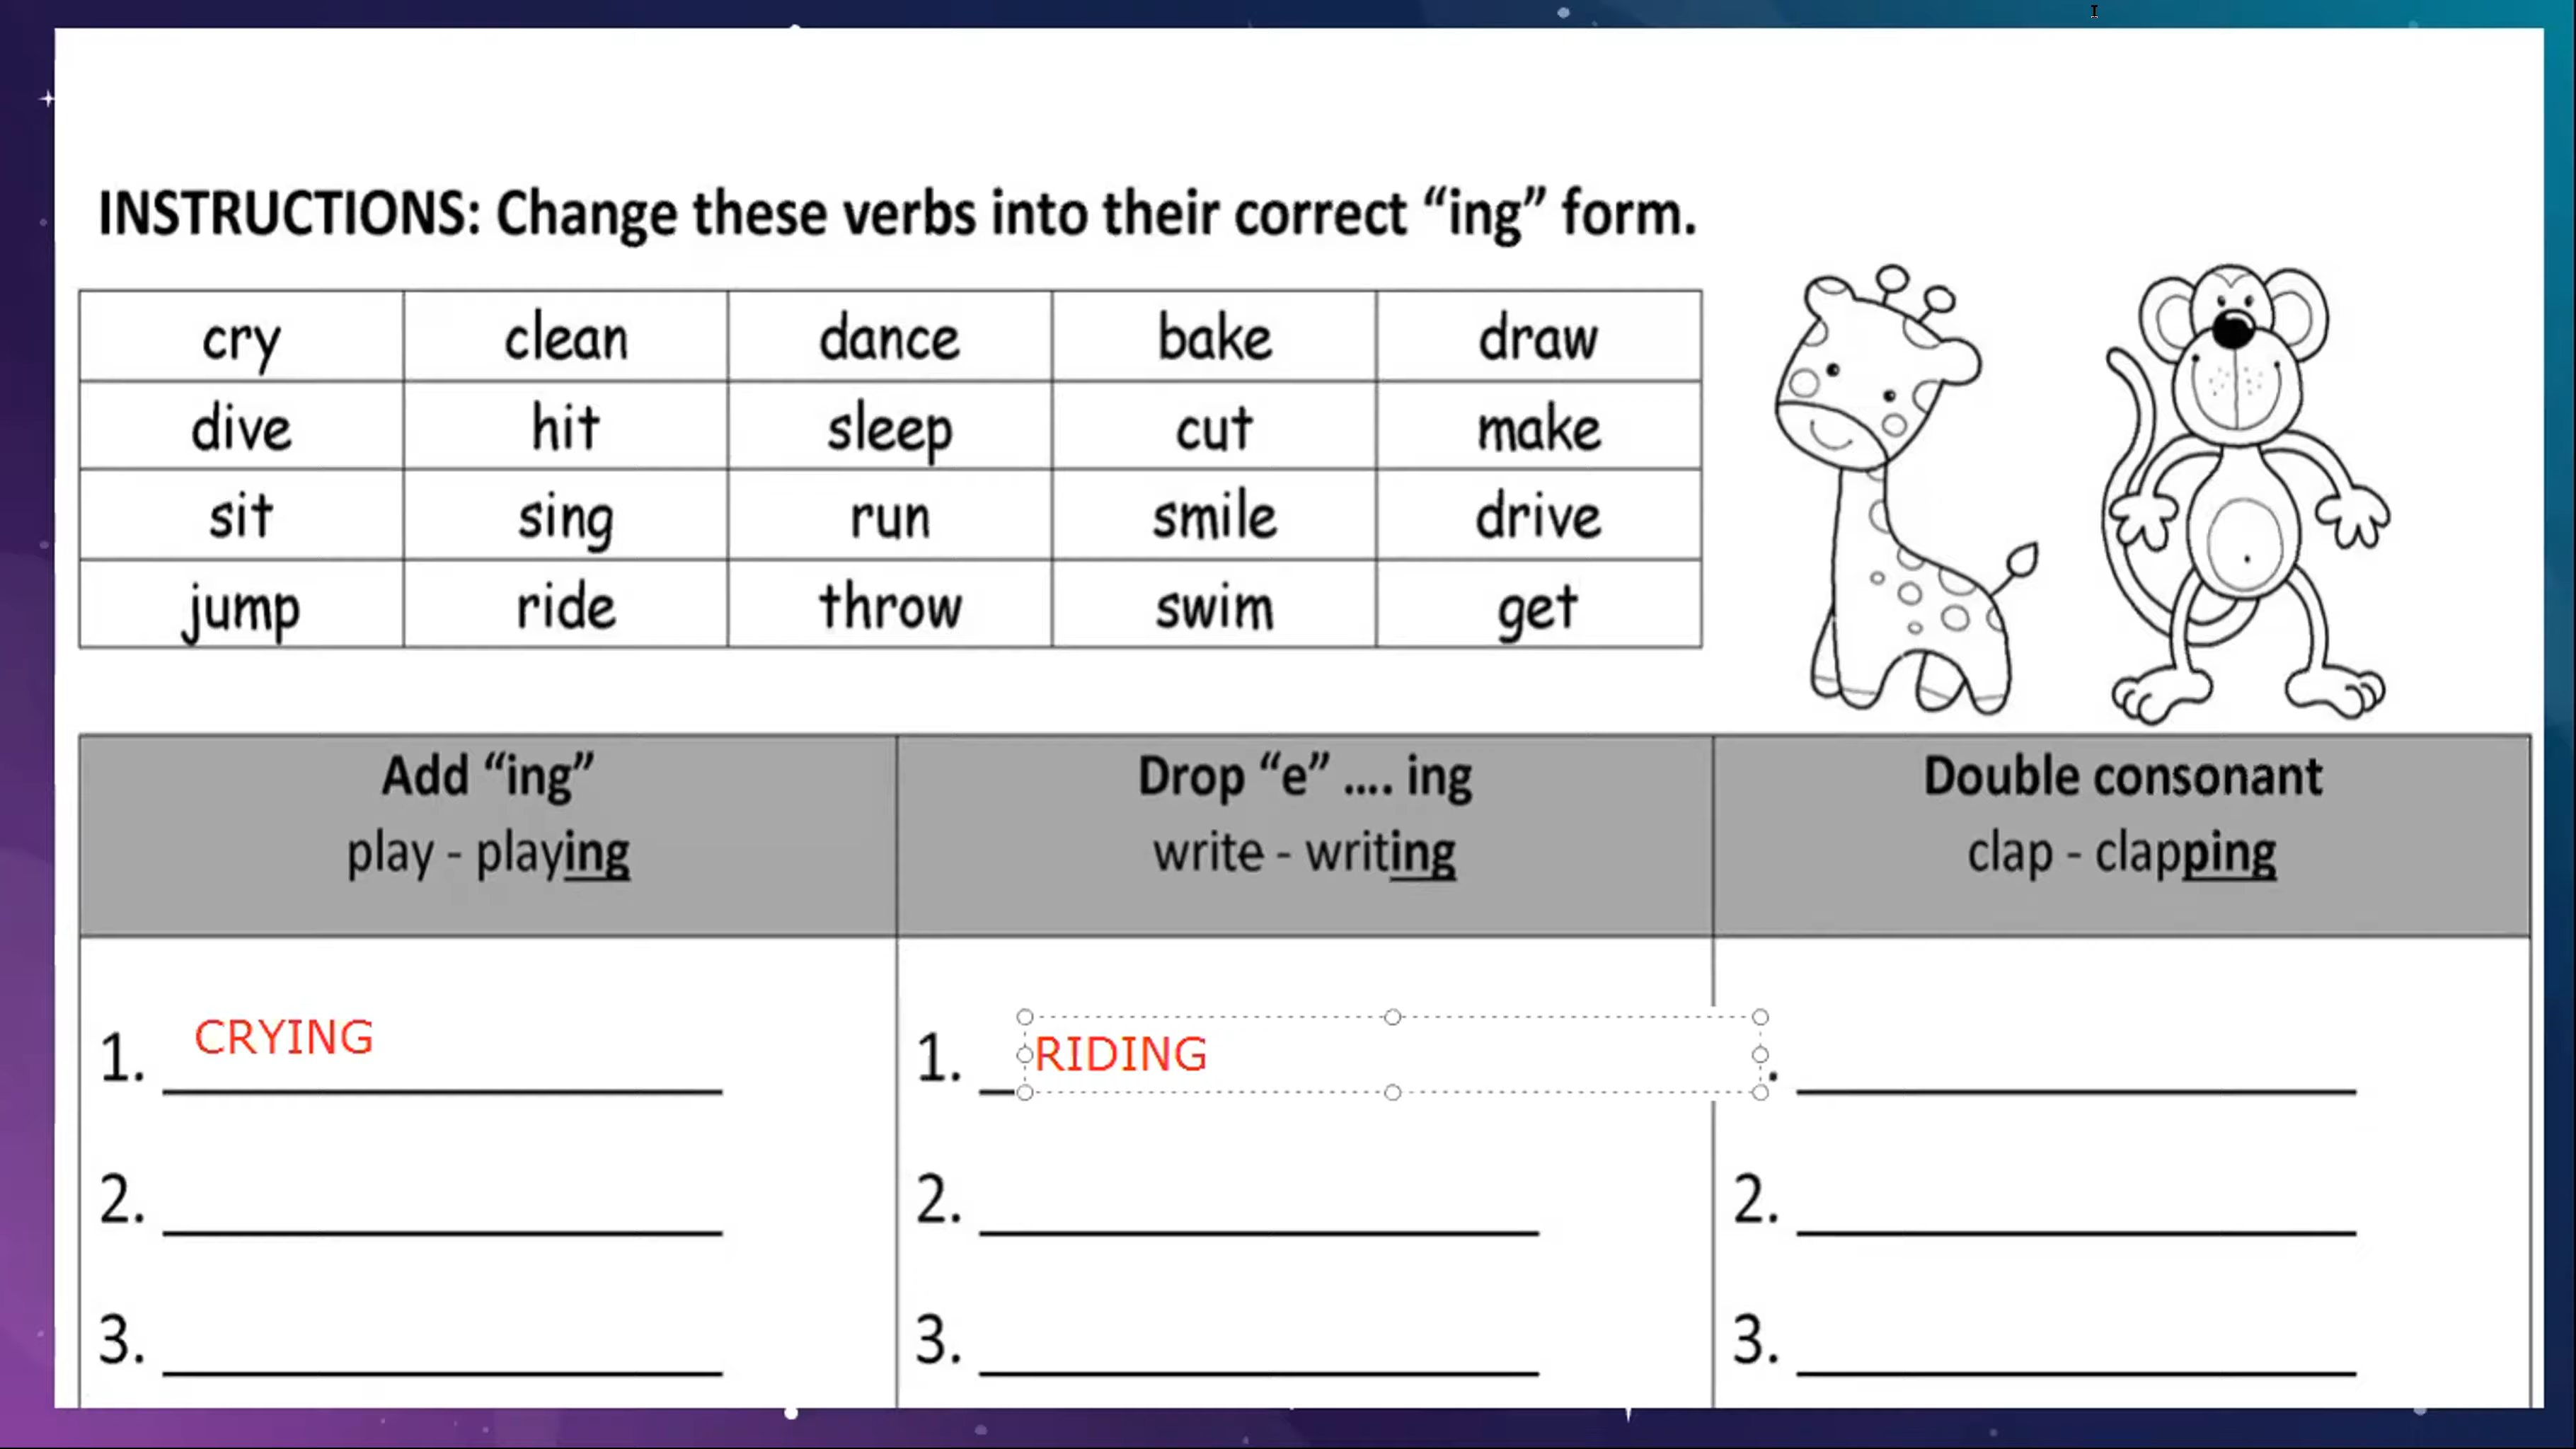 INSTRUCTIONS: Change these verbs into their correct “ing” form.
cry clean dance bake draw
dive hit sleep cut make
sit sing run smile drive
jump ride throw swim get
Add “ing” Drop “e” .... ing Double consonant
play - playing write - writing clap - clapping
1. CRYING 1. RIDING .
2. 2. 2.
3. 3. 3.